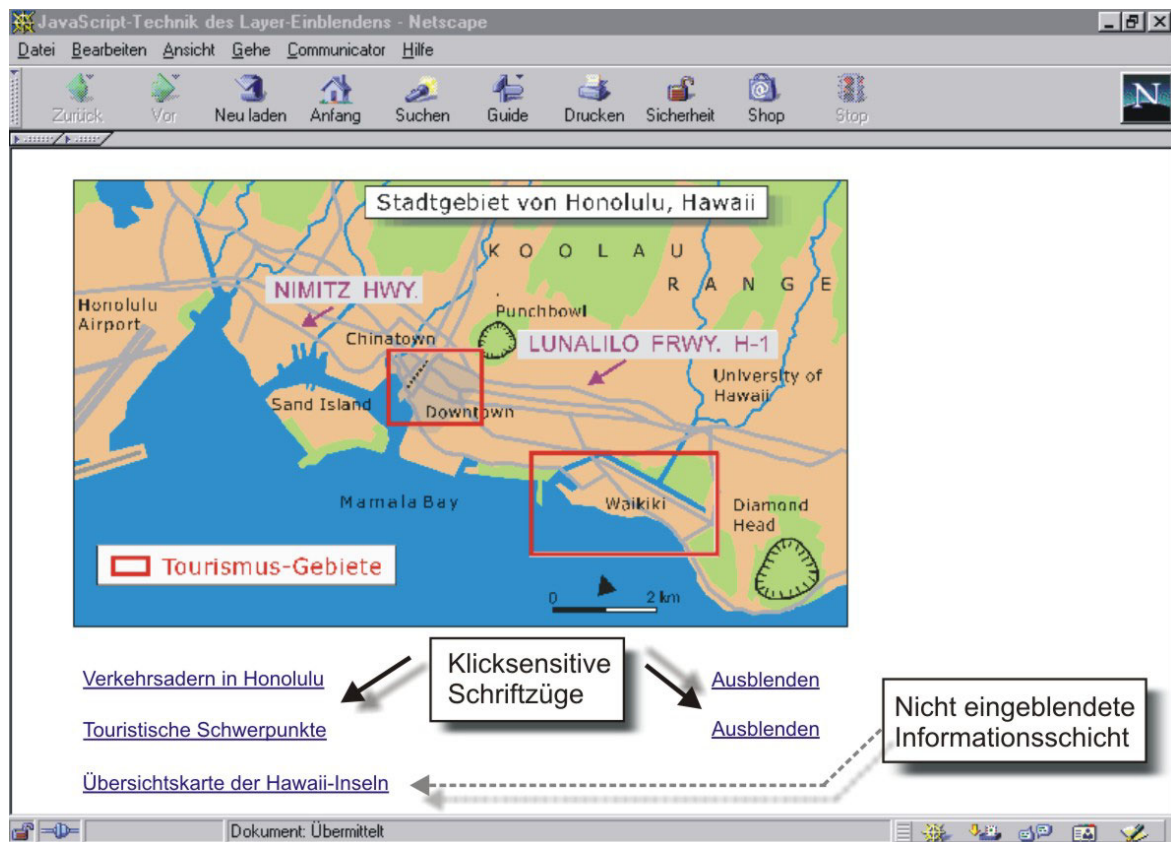 JavaScript-Technik des Layer-Einblendens - Netscape
Datei Bearbeiten Ansicht Gehe Communicator Hilfe
Zurück Vor Neu laden Anfang Suchen Guide Drucken Sicherheit Shop Stop
N
Stadtgebiet von Honolulu, Hawaii
KOOLAU
RANGE
NIMITZ HWY.
Honolulu
Airport
Punchbowl
Chinatown
LUNALILO FRWY. H-1
University of
Hawaii
Sand Island
Downtown
Mamala Bay
Waikiki
Diamond
Head
Tourismus-Gebiete
0 2 km
Klicksensitive
Schriftzüge
Verkehrsadern in Honolulu
Ausblenden
Touristische Schwerpunkte
Ausblenden
Nicht eingeblendete
Informationsschicht
Übersichtskarte der Hawaii-Inseln
Dokument: Übermittelt